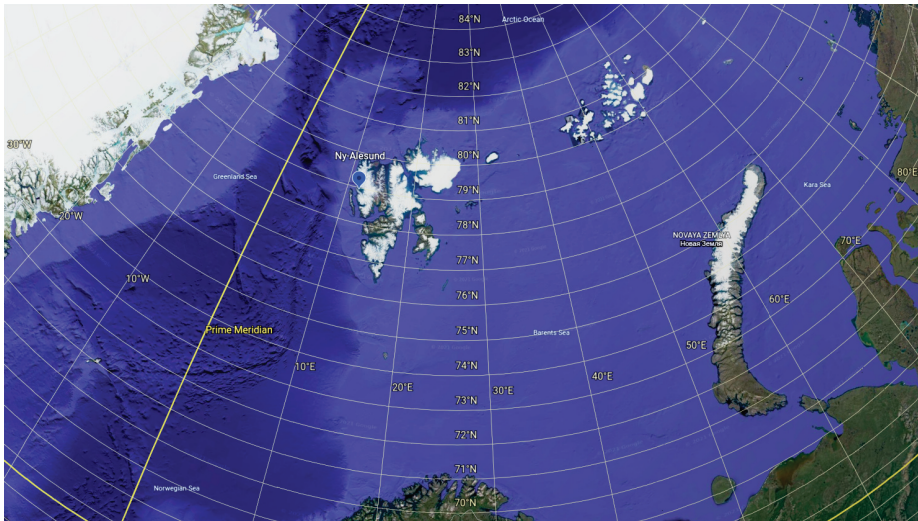 84°N
Arctic Ocean
83°N
82°N
81°N
30°W
Ny-Alesund
80°N
Greenland Sea
79°N
80°E
Kara Sea
20°W
78°N
NOVAYA ZEMLYA
Новая Земля
70°E
77°N
10°W
76°N
60°E
Prime Meridian
75°N
Barents Sea
50°E
74°N
10°E
40°E
20°E
30°E
73°N
72°N
71°N
Norwegian Sea
70°N